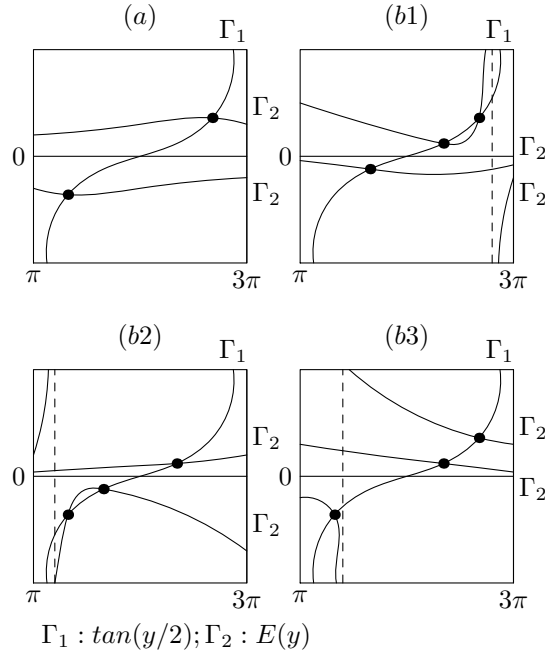 (a)
Γ₁
Γ₂
0
Γ₂
π
3π
(b1)
Γ₁
Γ₂
0
Γ₂
π
3π
(b2)
Γ₁
Γ₂
0
Γ₂
π
3π
(b3)
Γ₁
Γ₂
0
Γ₂
π
3π
Γ₁ : tan(y/2); Γ₂ : E(y)